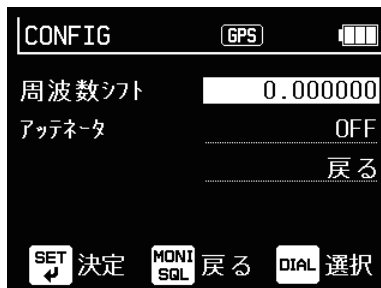 CONFIG GPS
周波数ｼﾌﾄ 0.000000
ｱｯﾃﾈｰﾀ OFF
戻る
SET 決定 MONI SQL 戻る DIAL 選択